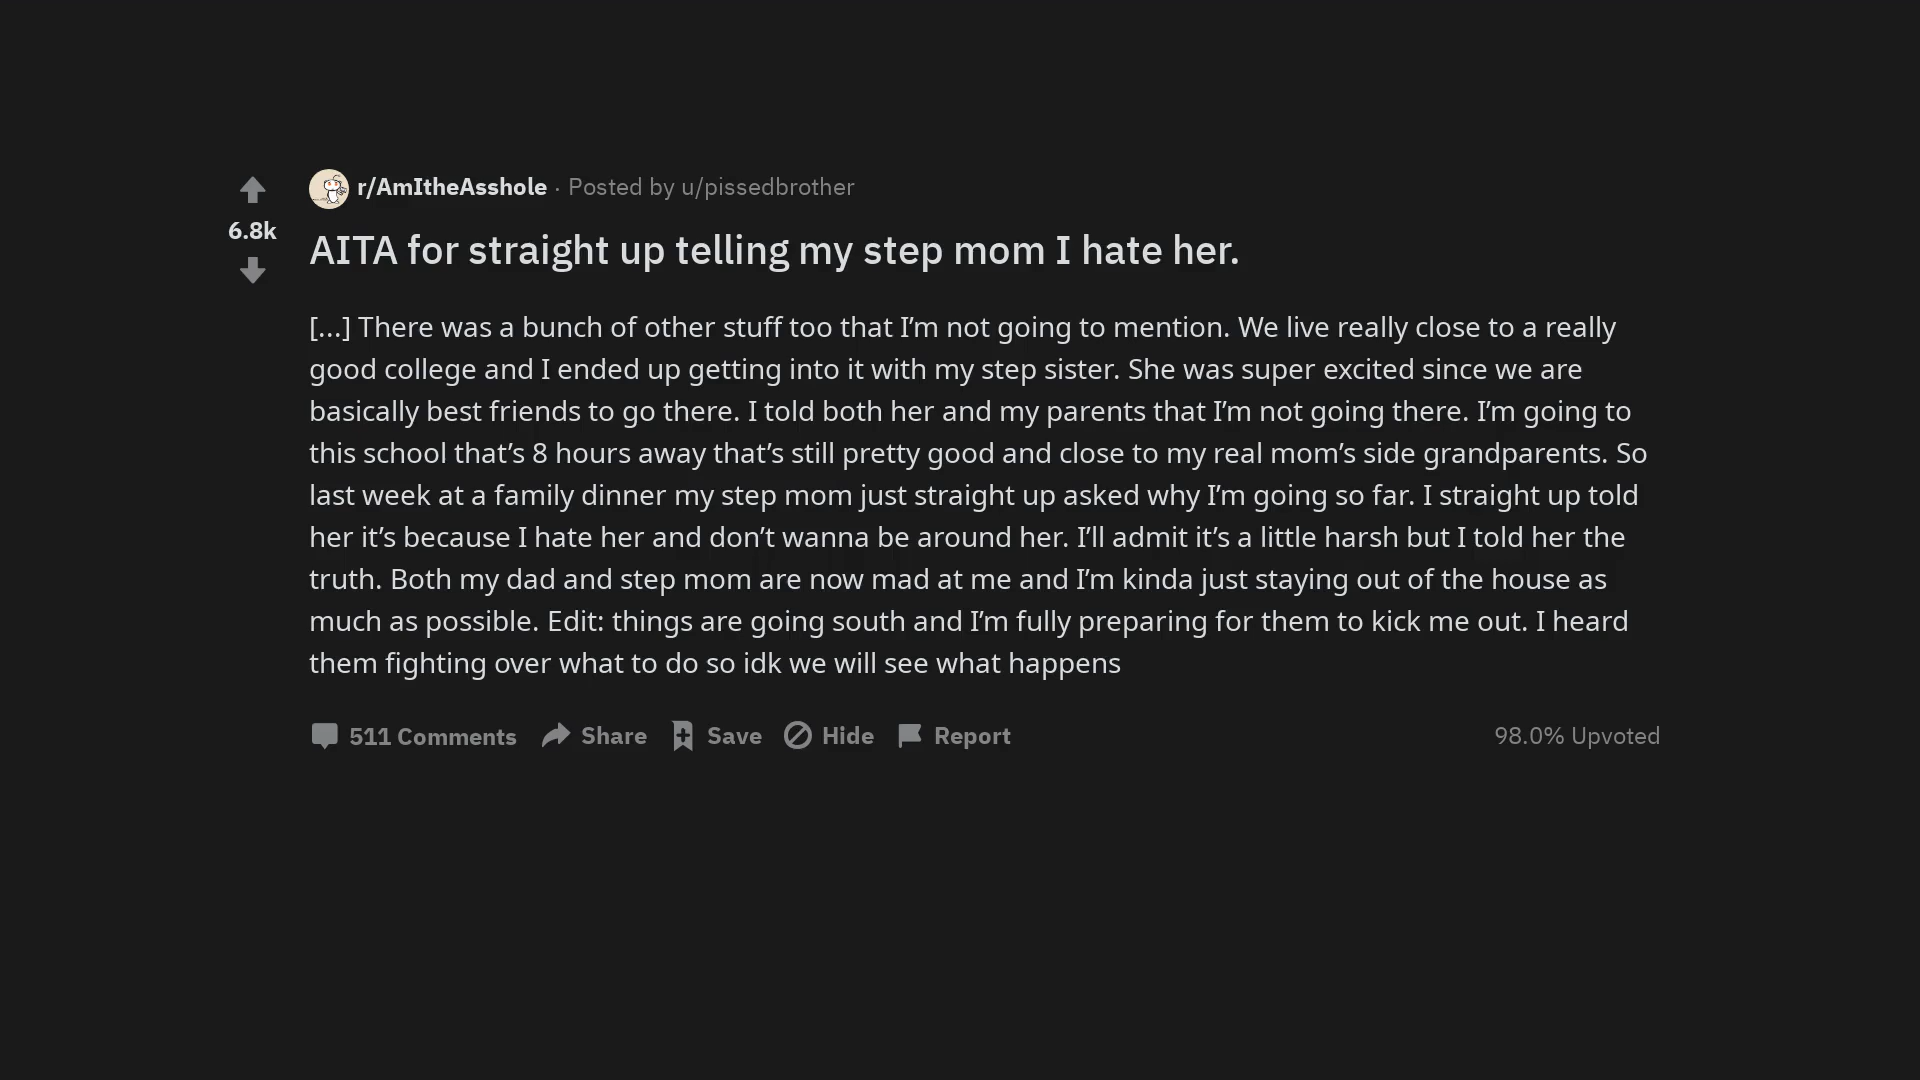 r/AmItheAsshole · Posted by u/pissedbrother
6.8k
AITA for straight up telling my step mom I hate her.
[...] There was a bunch of other stuff too that I’m not going to mention. We live really close to a really
good college and I ended up getting into it with my step sister. She was super excited since we are
basically best friends to go there. I told both her and my parents that I’m not going there. I’m going to
this school that’s 8 hours away that’s still pretty good and close to my real mom’s side grandparents. So
last week at a family dinner my step mom just straight up asked why I’m going so far. I straight up told
her it’s because I hate her and don’t wanna be around her. I’ll admit it’s a little harsh but I told her the
truth. Both my dad and step mom are now mad at me and I’m kinda just staying out of the house as
much as possible. Edit: things are going south and I’m fully preparing for them to kick me out. I heard
them fighting over what to do so idk we will see what happens
511 Comments Share Save Hide Report 98.0% Upvoted